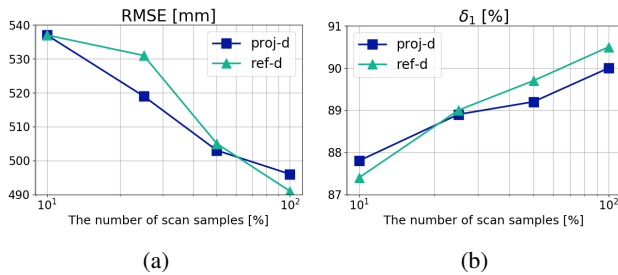 RMSE [mm]
540
530
520
510
500
490
proj-d
ref-d
10¹
10²
The number of scan samples [%]
(a)
δ₁ [%]
91
90
89
88
87
proj-d
ref-d
10¹
10²
The number of scan samples [%]
(b)